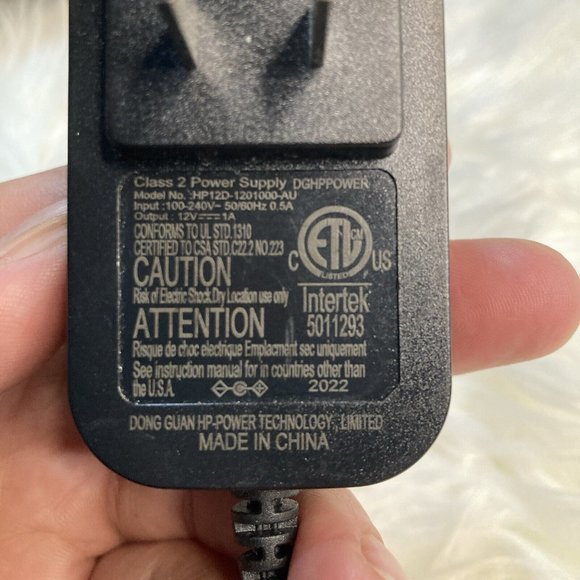 Class 2 Power Supply DGHPPOWER
Model No. :HP12D-1201000-AU
Input :100-240V~ 50/60Hz 0.5A
Output : 12V⎓1A
CONFORMS TO UL STD.1310
CERTIFIED TO CSA STD.C22.2 NO.223
CAUTION
Risk of Electric Shock.Dry Location use only
ATTENTION
Risque de choc electrique Emplacment sec uniquement
See instruction manual for in countries other than
the U.S.A.
C ETL CM US
LISTED
Intertek
5011293
2022
DONG GUAN HP-POWER TECHNOLOGY, LIMITED
MADE IN CHINA